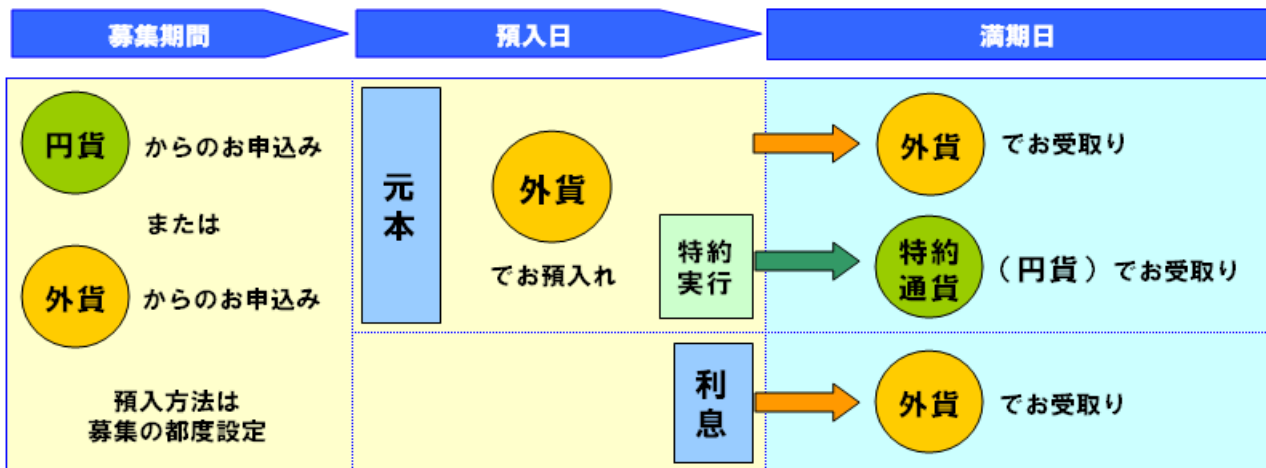 募集期間
預入日
満期日
円貨 からのお申込み
または
外貨 からのお申込み
預入方法は
募集の都度設定
元本
外貨
でお預入れ
特約
実行
外貨 でお受取り
特約
通貨
(円貨)でお受取り
利息
外貨 でお受取り